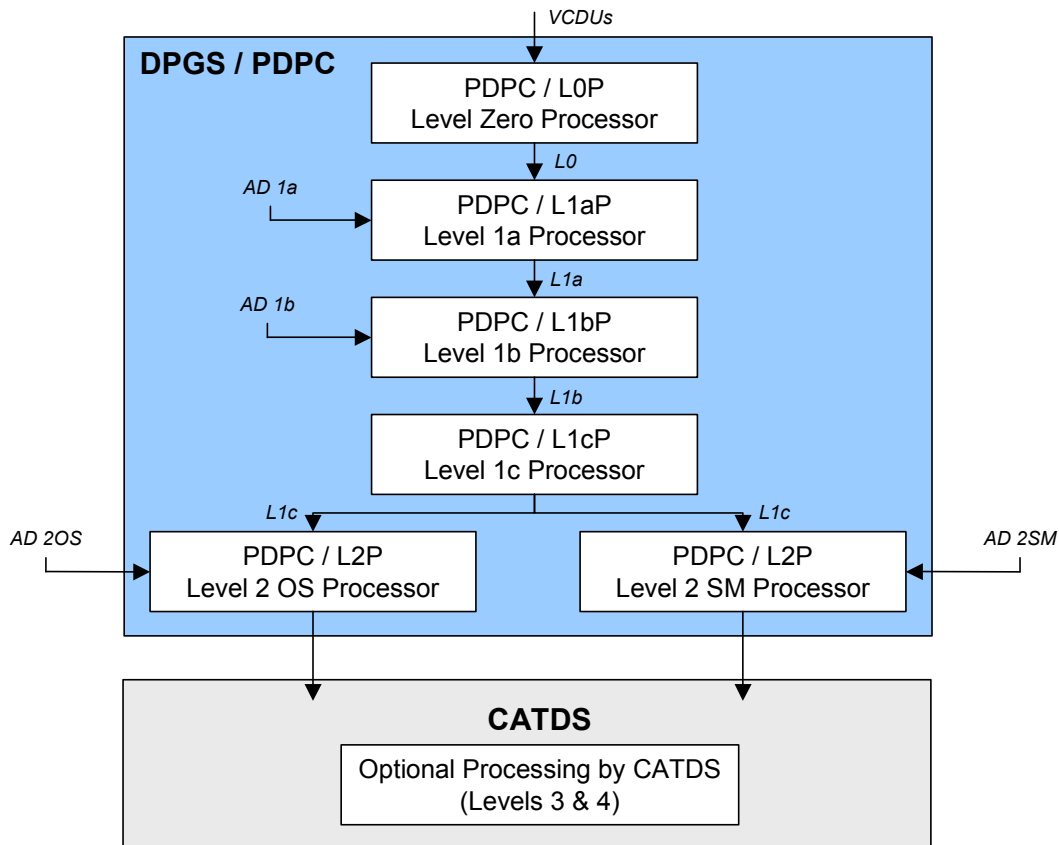 VCDUs
DPGS / PDPC
PDPC / L0P
Level Zero Processor
L0
AD 1a
PDPC / L1aP
Level 1a Processor
L1a
AD 1b
PDPC / L1bP
Level 1b Processor
L1b
PDPC / L1cP
Level 1c Processor
L1c
L1c
AD 2OS
AD 2SM
PDPC / L2P
Level 2 OS Processor
PDPC / L2P
Level 2 SM Processor
CATDS
Optional Processing by CATDS
(Levels 3 & 4)